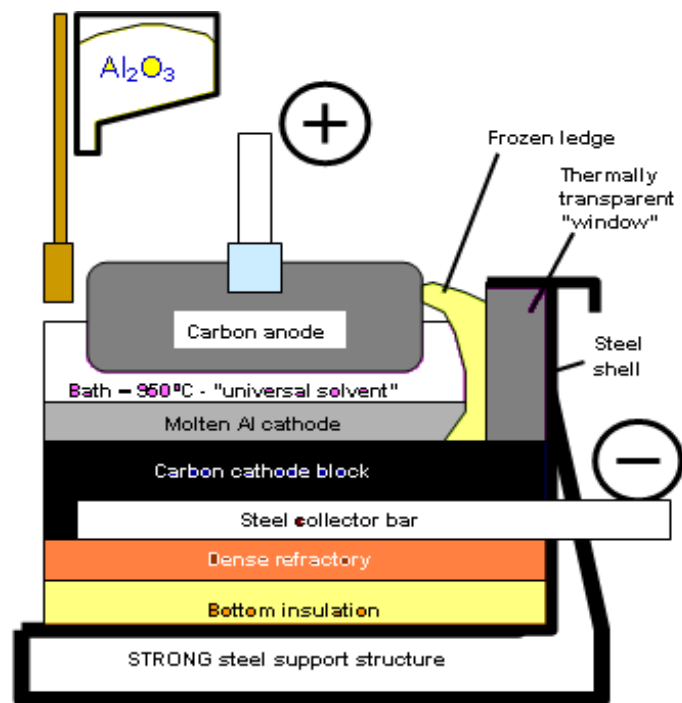 Al₂O₃
+
Frozen ledge
Thermally
transparent
"window"
Carbon anode
Steel
shell
Bath – 950ºC - "universal solvent"
Molten Al cathode
−
Carbon cathode block
Steel collector bar
Dense refractory
Bottom insulation
STRONG steel support structure